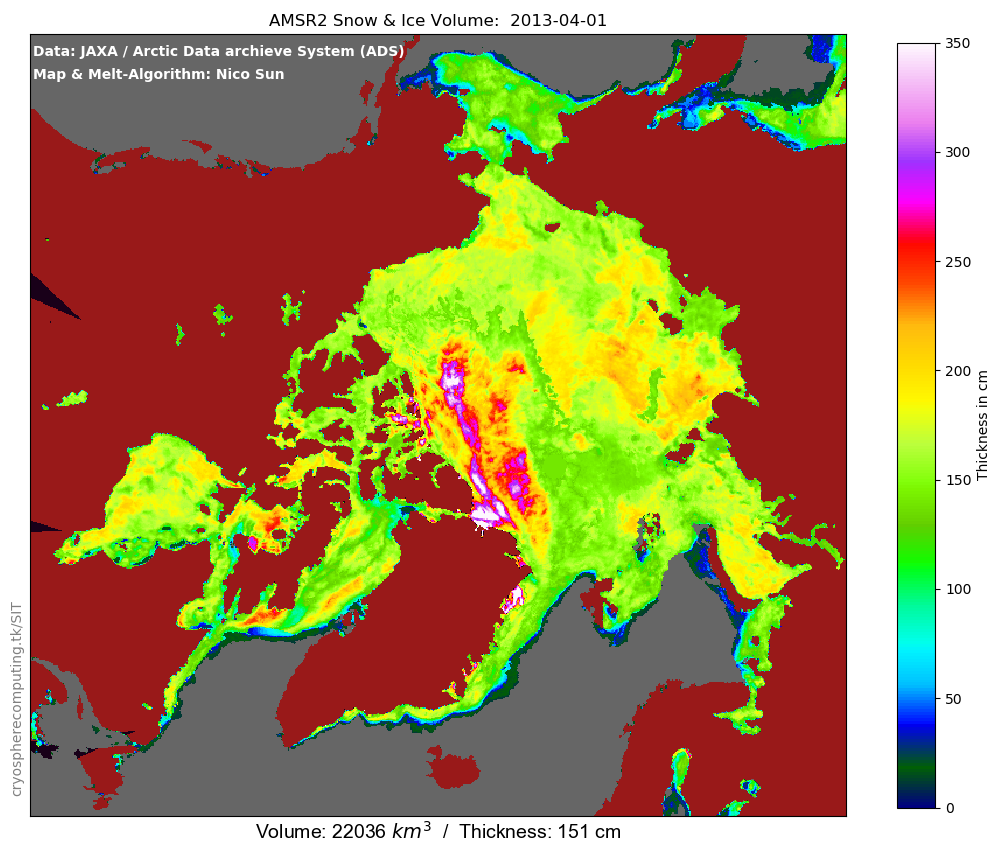 AMSR2 Snow & Ice Volume:  2013-04-01
Data: JAXA / Arctic Data archieve System (ADS)
Map & Melt-Algorithm: Nico Sun
350
300
250
200
150
100
50
0
Thickness in cm
cryospherecomputing.tk/SIT
Volume: 22036 km³  /  Thickness: 151 cm